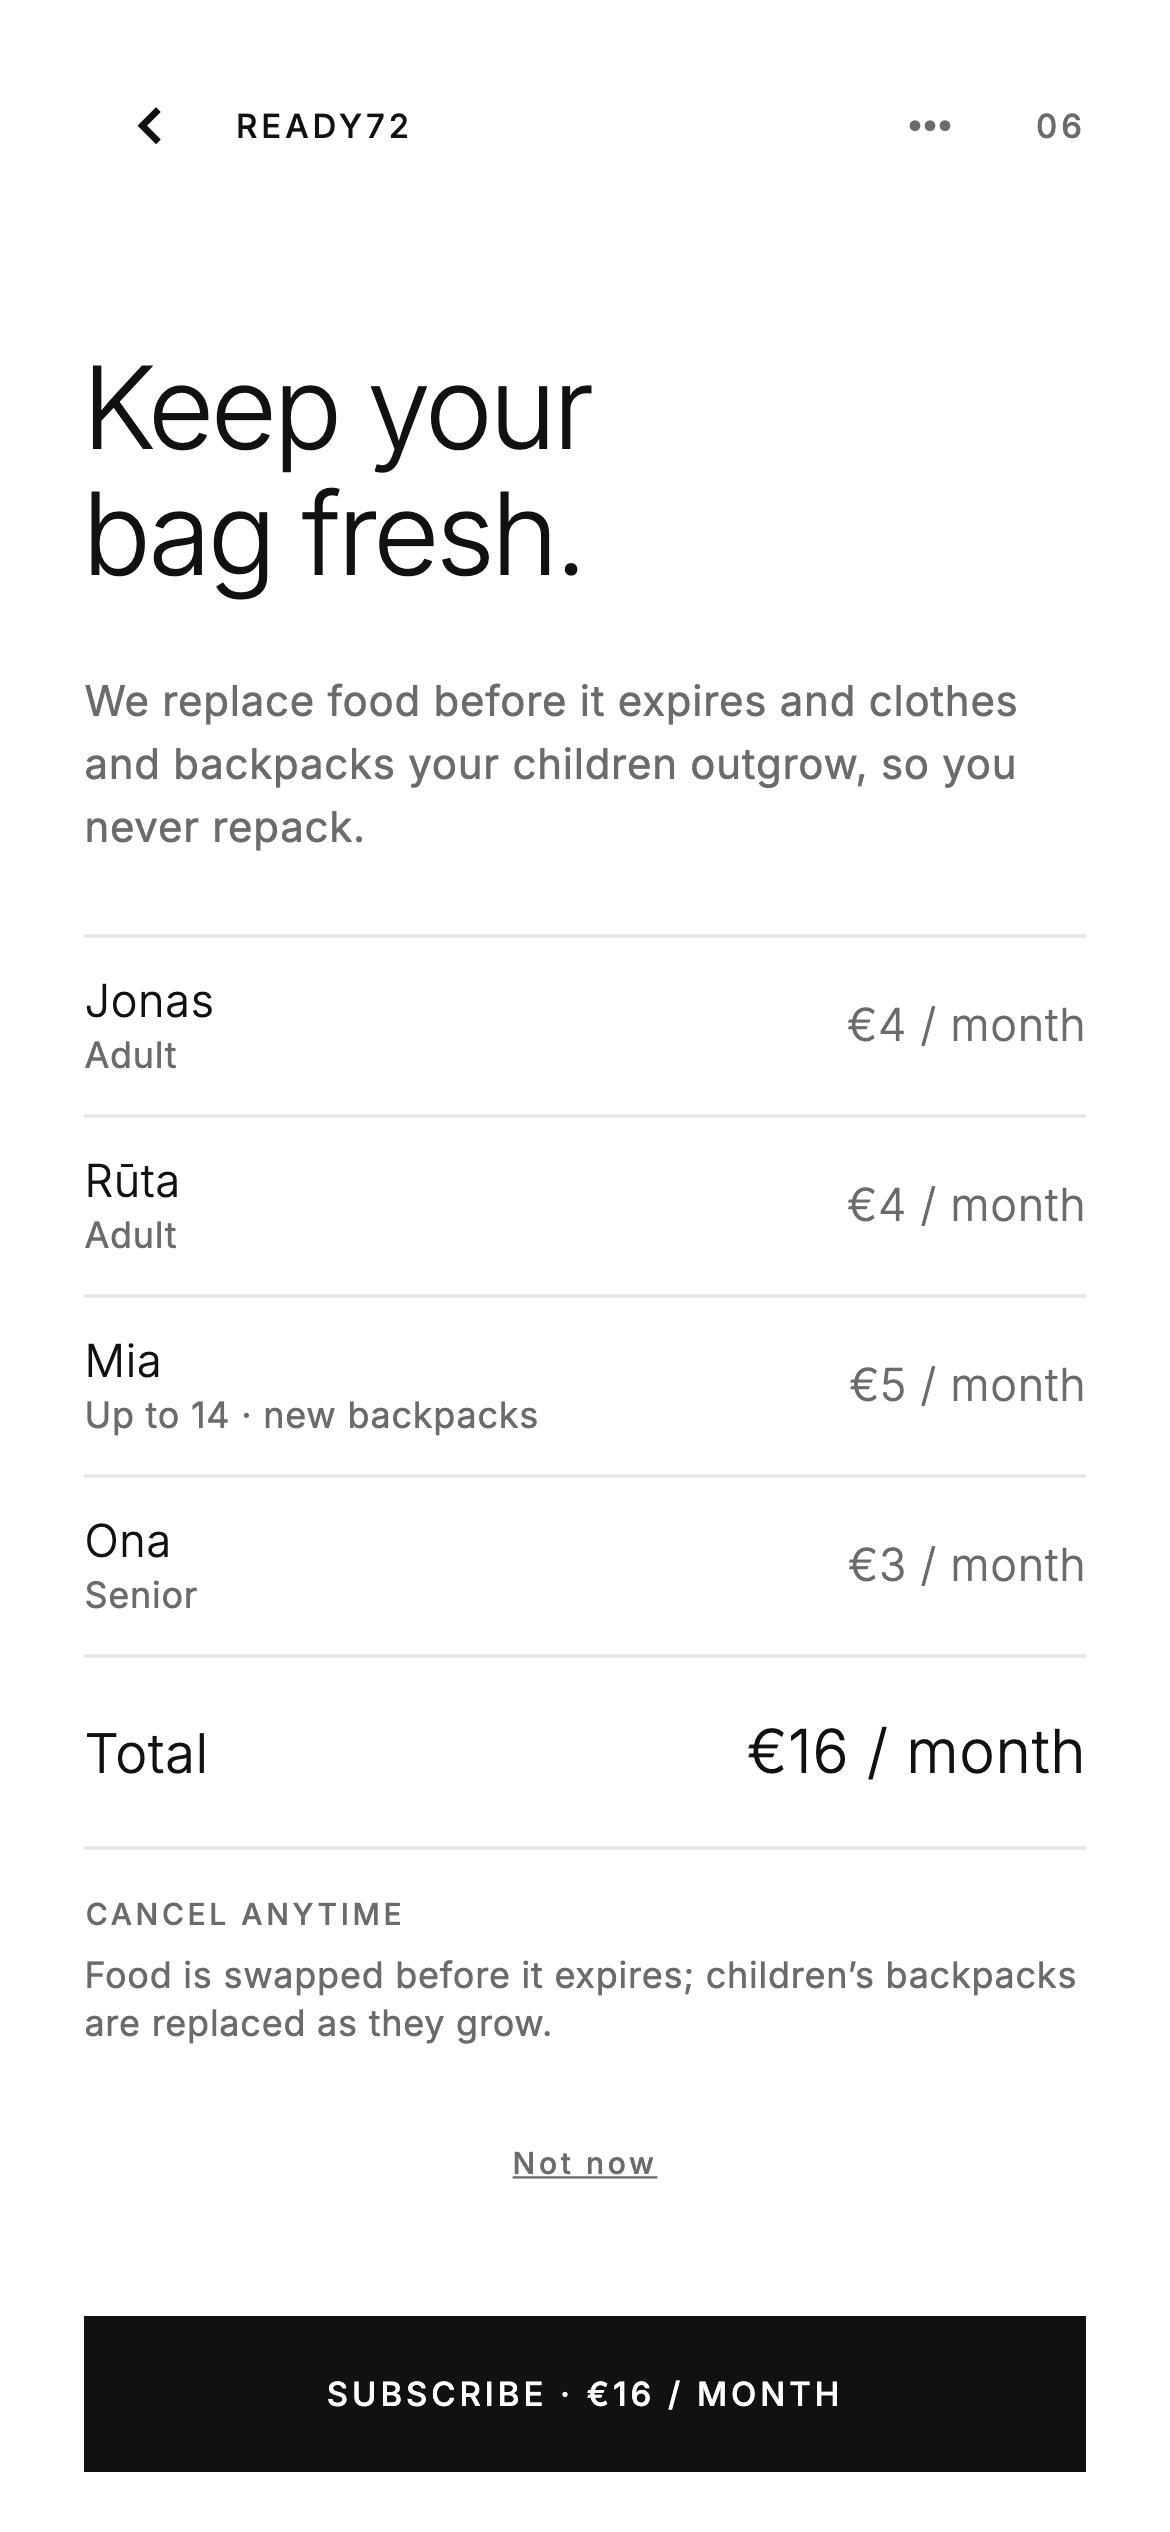 READY72
••• 06
Keep your
bag fresh.
We replace food before it expires and clothes
and backpacks your children outgrow, so you
never repack.
Jonas
Adult
€4 / month
Rūta
Adult
€4 / month
Mia
Up to 14 · new backpacks
€5 / month
Ona
Senior
€3 / month
Total
€16 / month
CANCEL ANYTIME
Food is swapped before it expires; children’s backpacks
are replaced as they grow.
Not now
SUBSCRIBE · €16 / MONTH